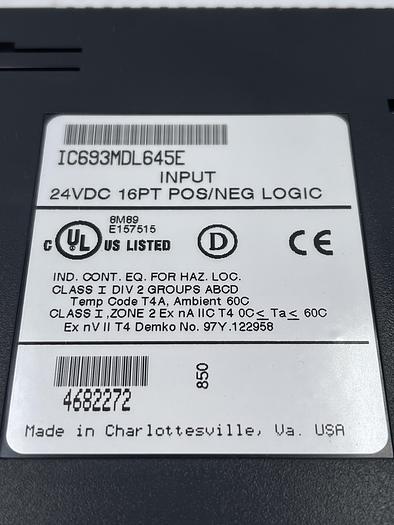 IC693MDL645E
INPUT
24VDC 16PT POS/NEG LOGIC
8M89
E157515
C UL US LISTED D CE
IND. CONT. EQ. FOR HAZ. LOC.
CLASS I DIV 2 GROUPS ABCD
Temp Code T4A, Ambient 60C
CLASS I, ZONE 2 Ex nA IIC T4 0C≤ Ta≤ 60C
Ex nV II T4 Demko No. 97Y.122958
850
4682272
Made in Charlottesville, Va. USA